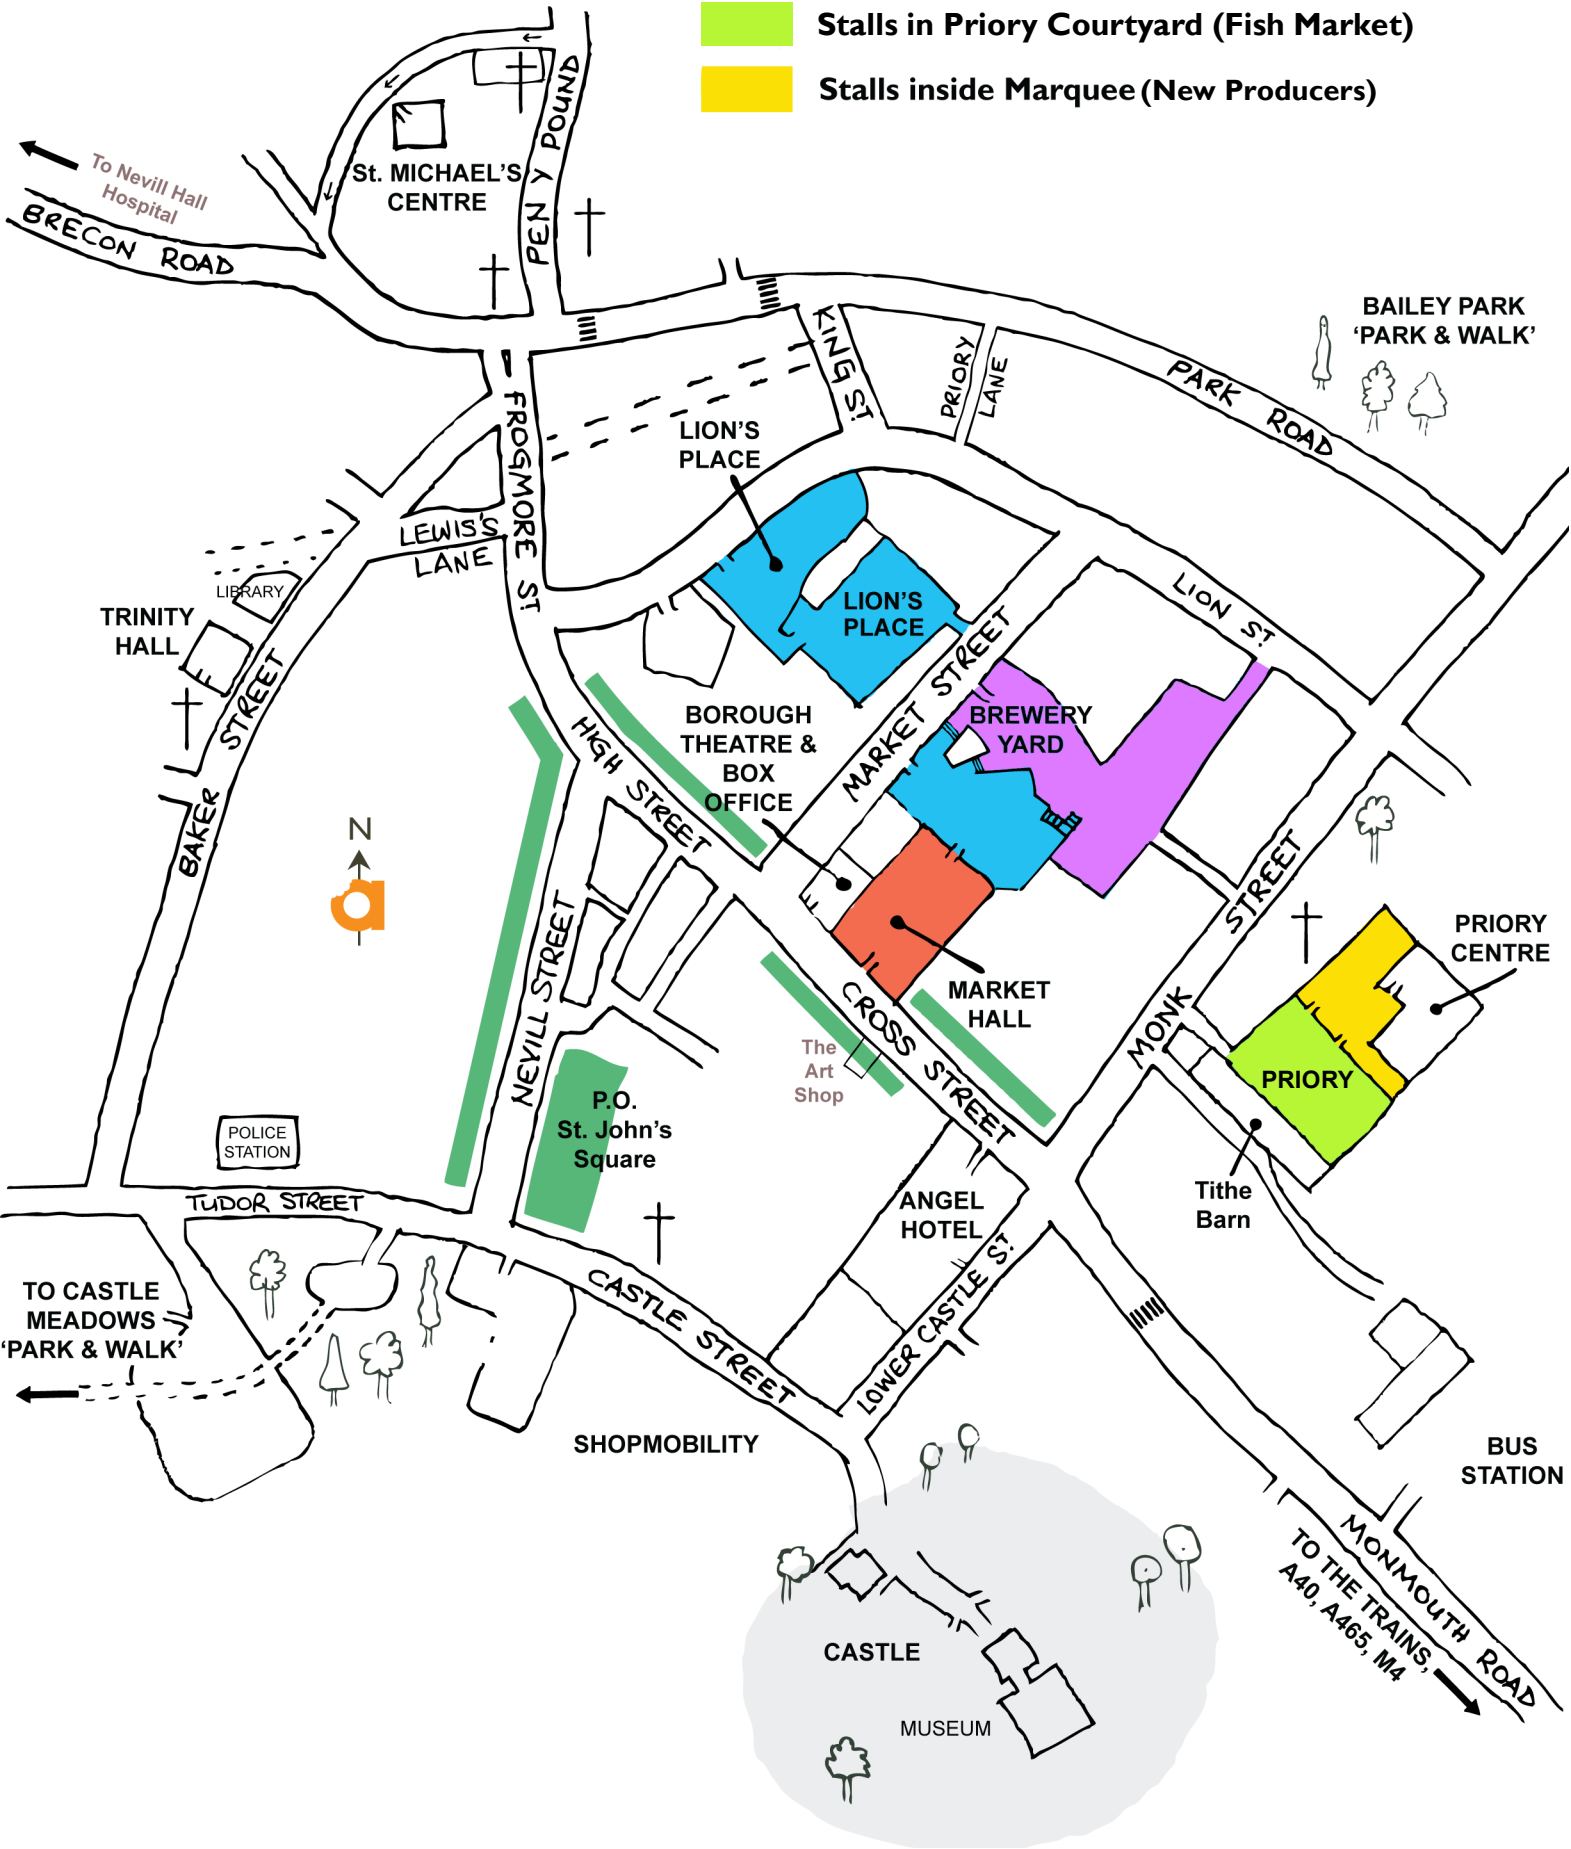 Stalls in Priory Courtyard (Fish Market)
Stalls inside Marquee (New Producers)
PEN Y POUND
St. MICHAEL'S
CENTRE
To Nevill Hall
Hospital
BRECON ROAD
BAILEY PARK
'PARK & WALK'
KING ST
PRIORY
LANE
PARK ROAD
FROGMORE ST
LION'S
PLACE
LEWIS'S
LANE
LIBRARY
TRINITY
HALL
LION'S
PLACE
LION ST
MARKET STREET
BAKER STREET
HIGH STREET
BOROUGH
THEATRE &
BOX
OFFICE
BREWERY
YARD
N
a
NEVILL STREET
MONK STREET
PRIORY
CENTRE
MARKET
HALL
CROSS STREET
The
Art
Shop
PRIORY
P.O.
St. John's
Square
POLICE
STATION
TUDOR STREET
ANGEL
HOTEL
Tithe
Barn
TO CASTLE
MEADOWS
'PARK & WALK'
CASTLE STREET
LOWER CASTLE ST
SHOPMOBILITY
BUS
STATION
MONMOUTH ROAD
TO THE TRAINS,
A40, A465, M4
CASTLE
MUSEUM